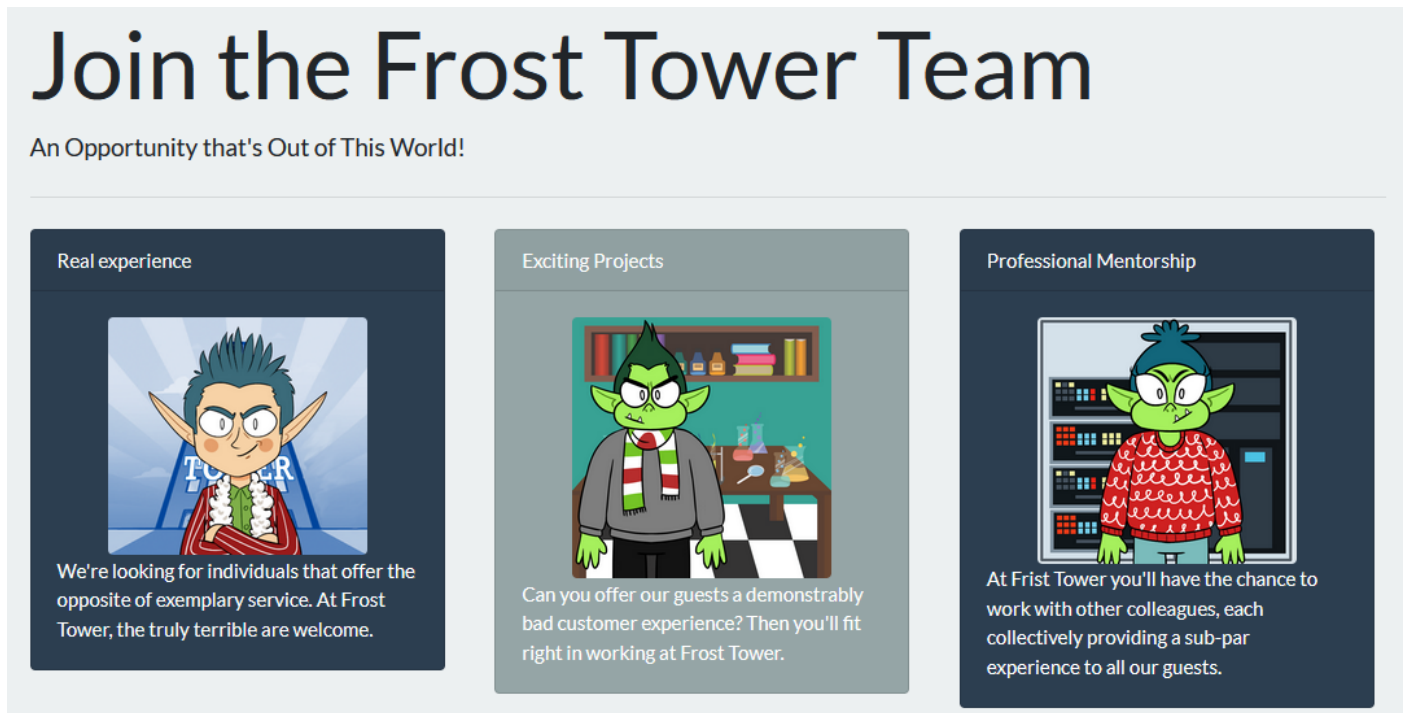 Join the Frost Tower Team
An Opportunity that's Out of This World!
Real experience
TOWER
We're looking for individuals that offer the
opposite of exemplary service. At Frost
Tower, the truly terrible are welcome.
Exciting Projects
Can you offer our guests a demonstrably
bad customer experience? Then you'll fit
right in working at Frost Tower.
Professional Mentorship
At Frist Tower you'll have the chance to
work with other colleagues, each
collectively providing a sub-par
experience to all our guests.